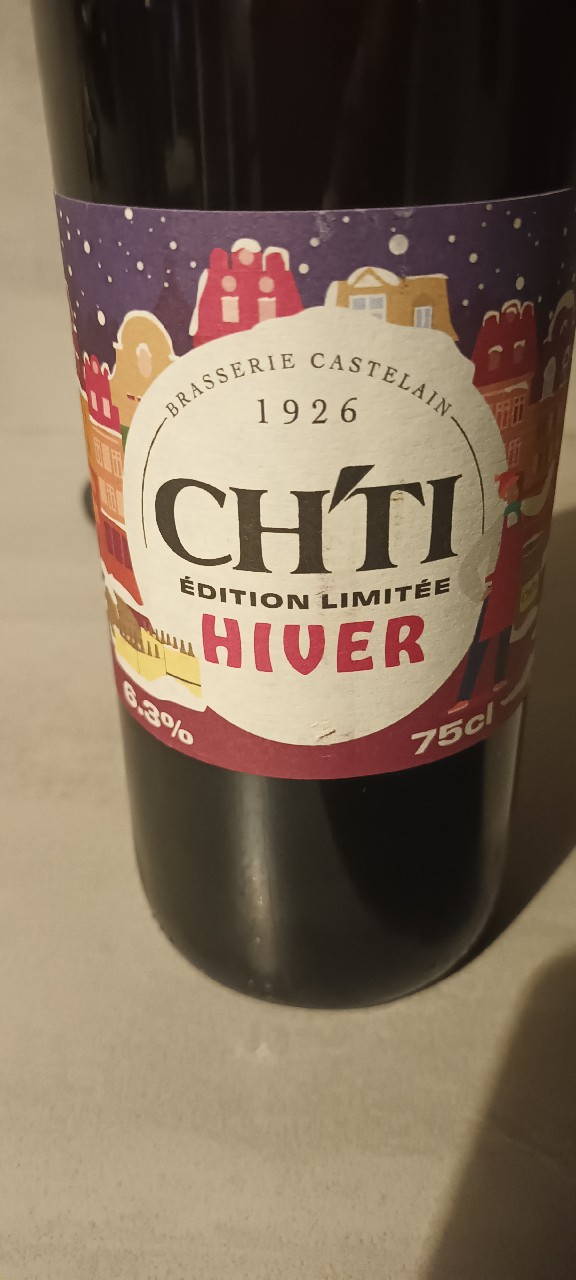 BRASSERIE CASTELAIN
1926
CH'TI
ÉDITION LIMITÉE
HIVER
6.3%
75cl